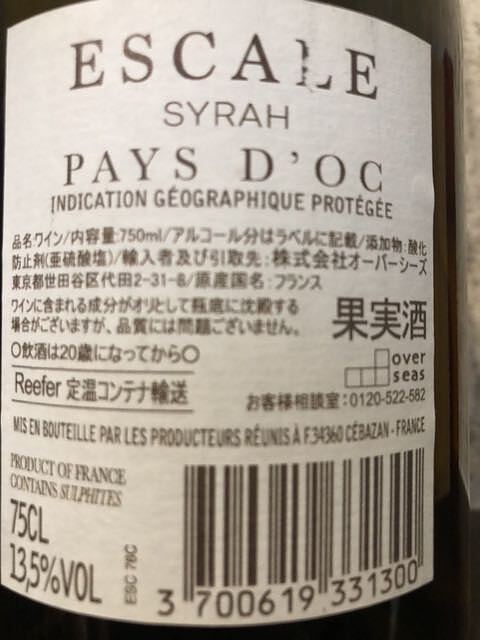 ESCALE
SYRAH
PAYS D'OC
INDICATION GÉOGRAPHIQUE PROTÉGÉE
品名:ワイン/内容量:750ml/アルコール分はラベルに記載/添加物:酸化
防止剤(亜硫酸塩)/輸入者及び引取先:株式会社オーバーシーズ
東京都世田谷区代田2-31-8/原産国名:フランス
ワインに含まれる成分がオリとして瓶底に沈殿する
場合がございますが、品質には問題ございません。
果実酒
〇飲酒は20歳になってから〇
over
seas
Reefer 定温コンテナ輸送
お客様相談室:0120-522-582
MIS EN BOUTEILLE PAR LES PRODUCTEURS RÉUNIS À F.34360 CÉBAZAN - FRANCE
PRODUCT OF FRANCE
CONTAINS SULPHITES
75CL
13,5%VOL
ESC 76C
3 700619 331300